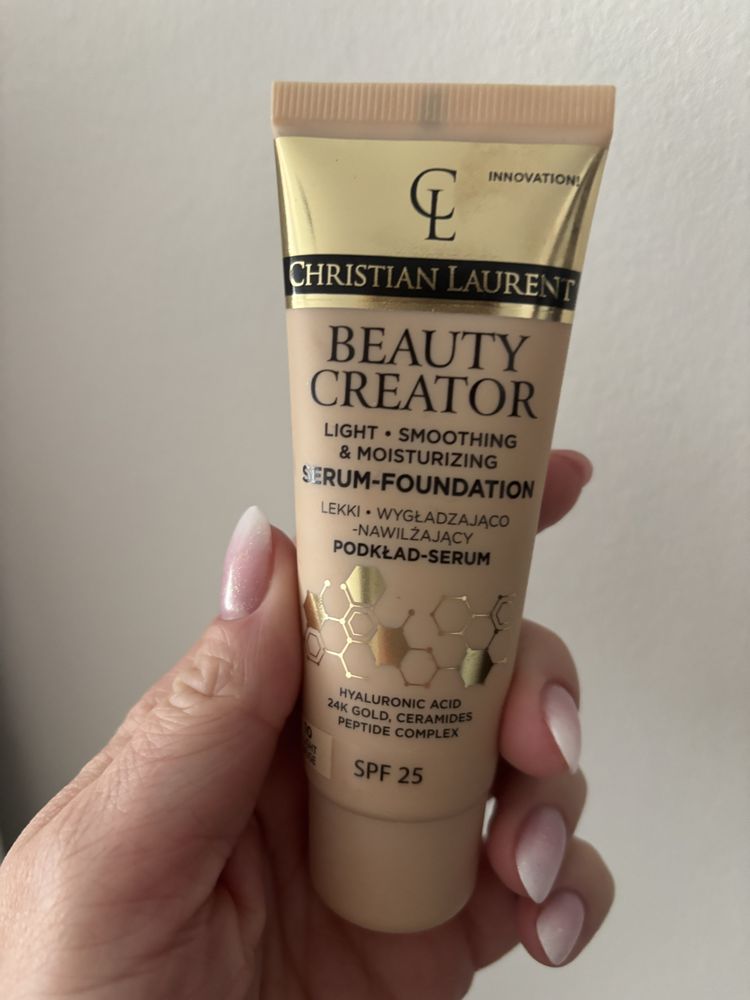 CL
INNOVATION!
CHRISTIAN LAURENT
BEAUTY
CREATOR
LIGHT • SMOOTHING
& MOISTURIZING
SERUM-FOUNDATION
LEKKI • WYGŁADZAJĄCO
-NAWILŻAJĄCY
PODKŁAD-SERUM
HYALURONIC ACID
24K GOLD, CERAMIDES
PEPTIDE COMPLEX
SPF 25